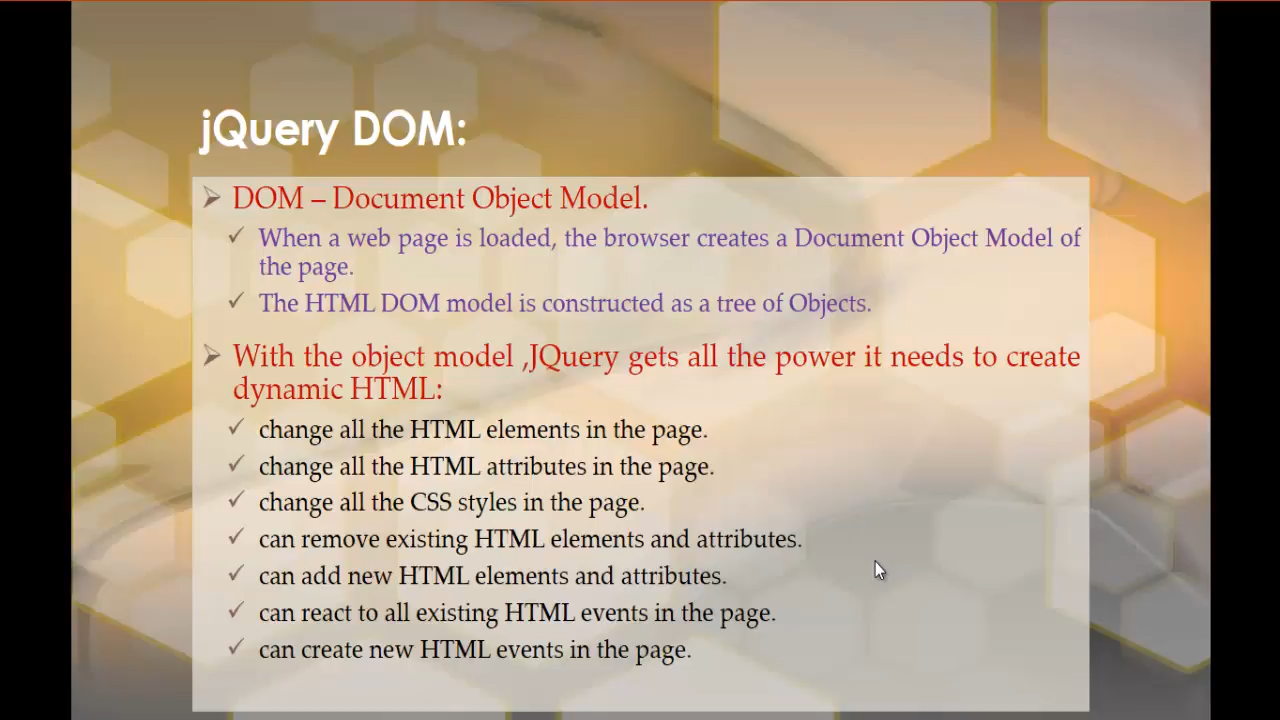 jQuery DOM:
DOM – Document Object Model.
When a web page is loaded, the browser creates a Document Object Model of
the page.
The HTML DOM model is constructed as a tree of Objects.
With the object model ,JQuery gets all the power it needs to create
dynamic HTML:
change all the HTML elements in the page.
change all the HTML attributes in the page.
change all the CSS styles in the page.
can remove existing HTML elements and attributes.
can add new HTML elements and attributes.
can react to all existing HTML events in the page.
can create new HTML events in the page.